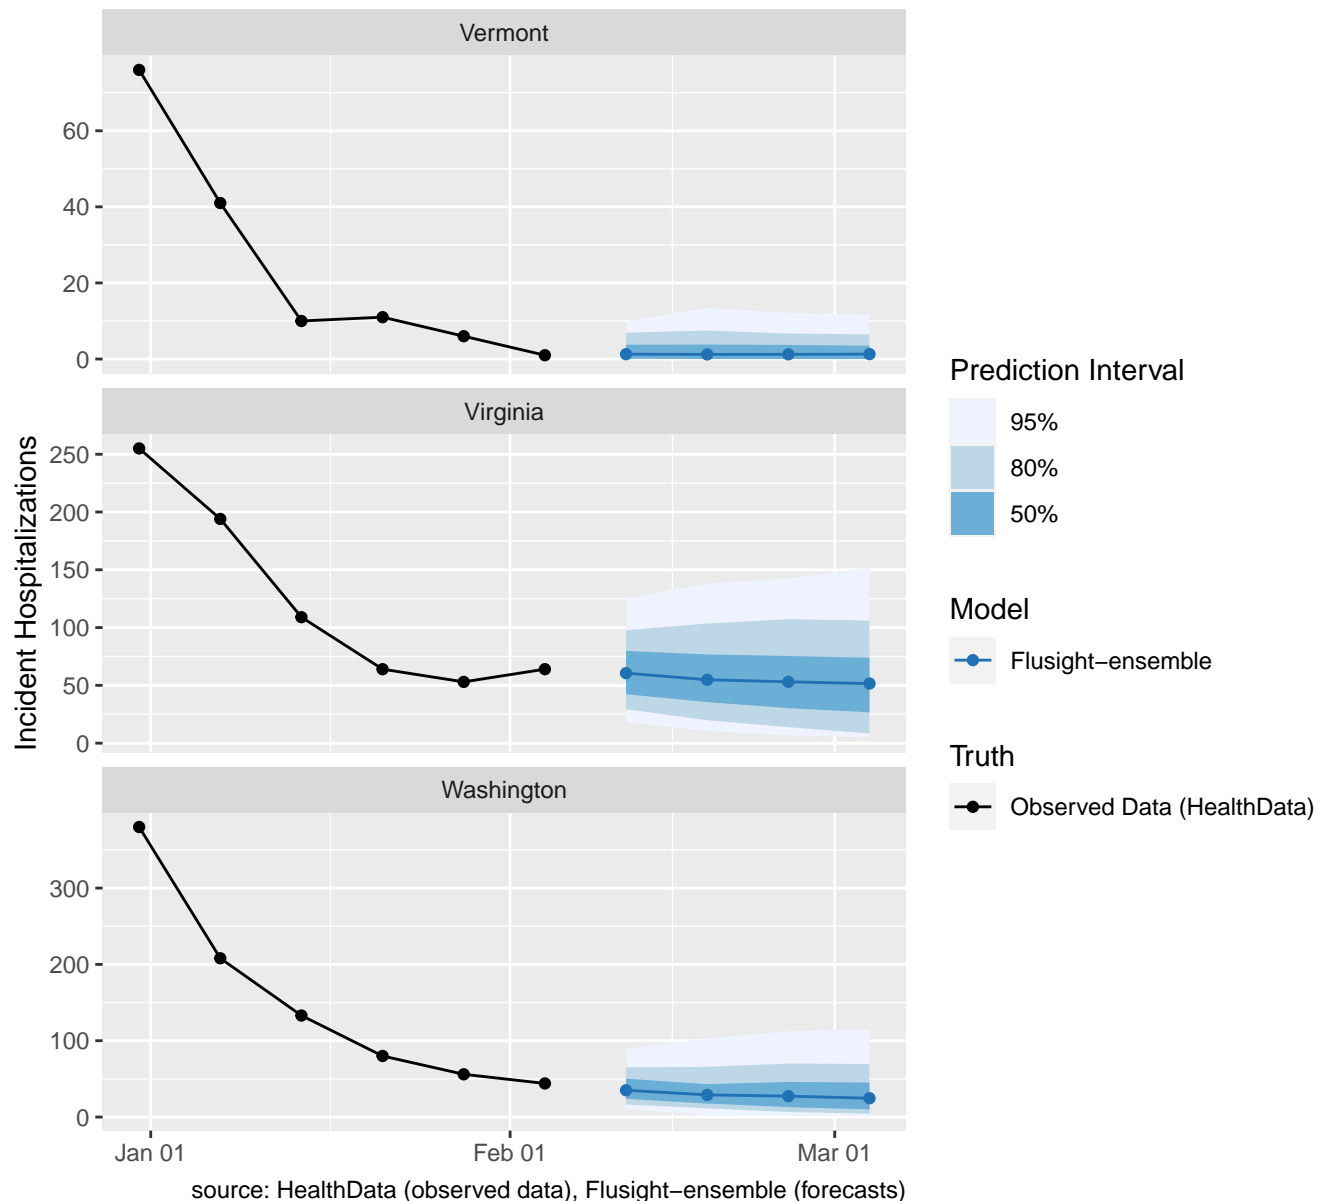 Vermont
60
40
20
0
Virginia
250
200
150
100
50
0
Washington
300
200
100
0
Jan 01
Feb 01
Mar 01
Incident Hospitalizations
source: HealthData (observed data), Flusight−ensemble (forecasts)
Prediction Interval
95%
80%
50%
Model
Flusight−ensemble
Truth
Observed Data (HealthData)